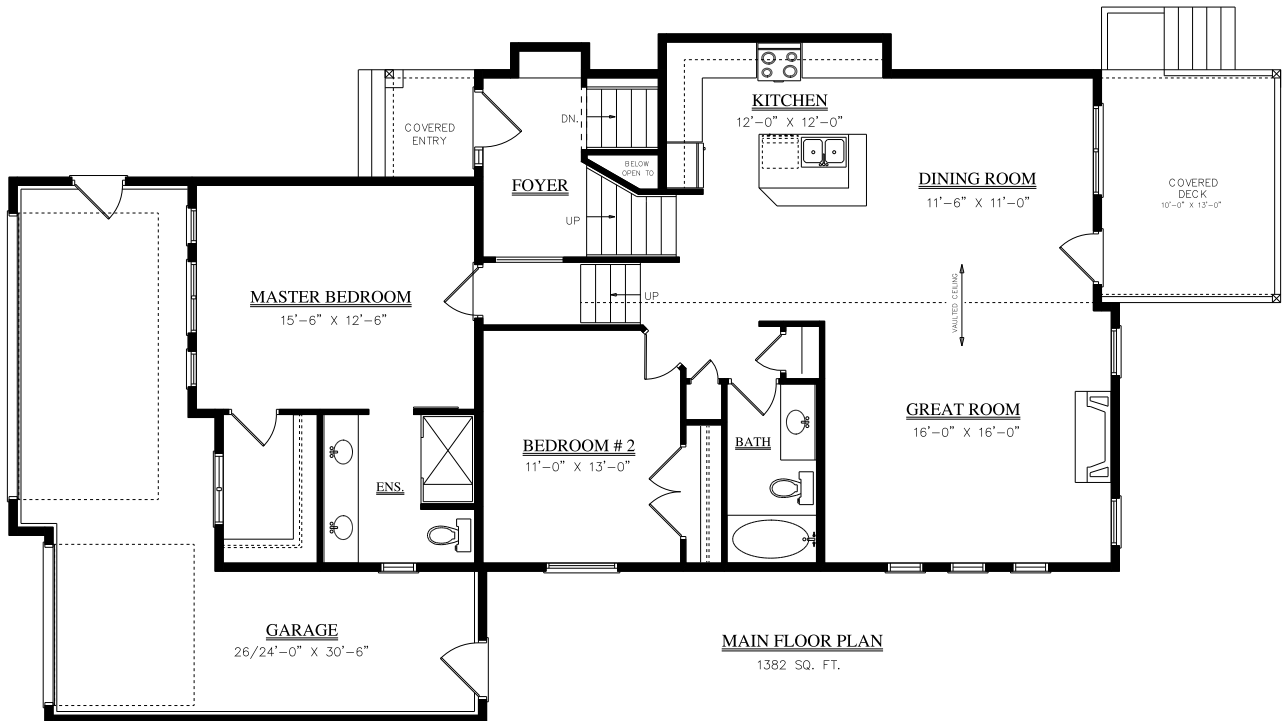 KITCHEN
12'-0" X 12'-0"
COVERED
ENTRY
DN.
BELOW
OPEN TO
FOYER
UP
DINING ROOM
11'-6" X 11'-0"
COVERED
DECK
10'-0" X 13'-0"
MASTER BEDROOM
15'-6" X 12'-6"
UP
VAULTED CEILING
GREAT ROOM
16'-0" X 16'-0"
BEDROOM # 2
11'-0" X 13'-0"
BATH
ENS.
GARAGE
26/24'-0" X 30'-6"
MAIN FLOOR PLAN
1382 SQ. FT.